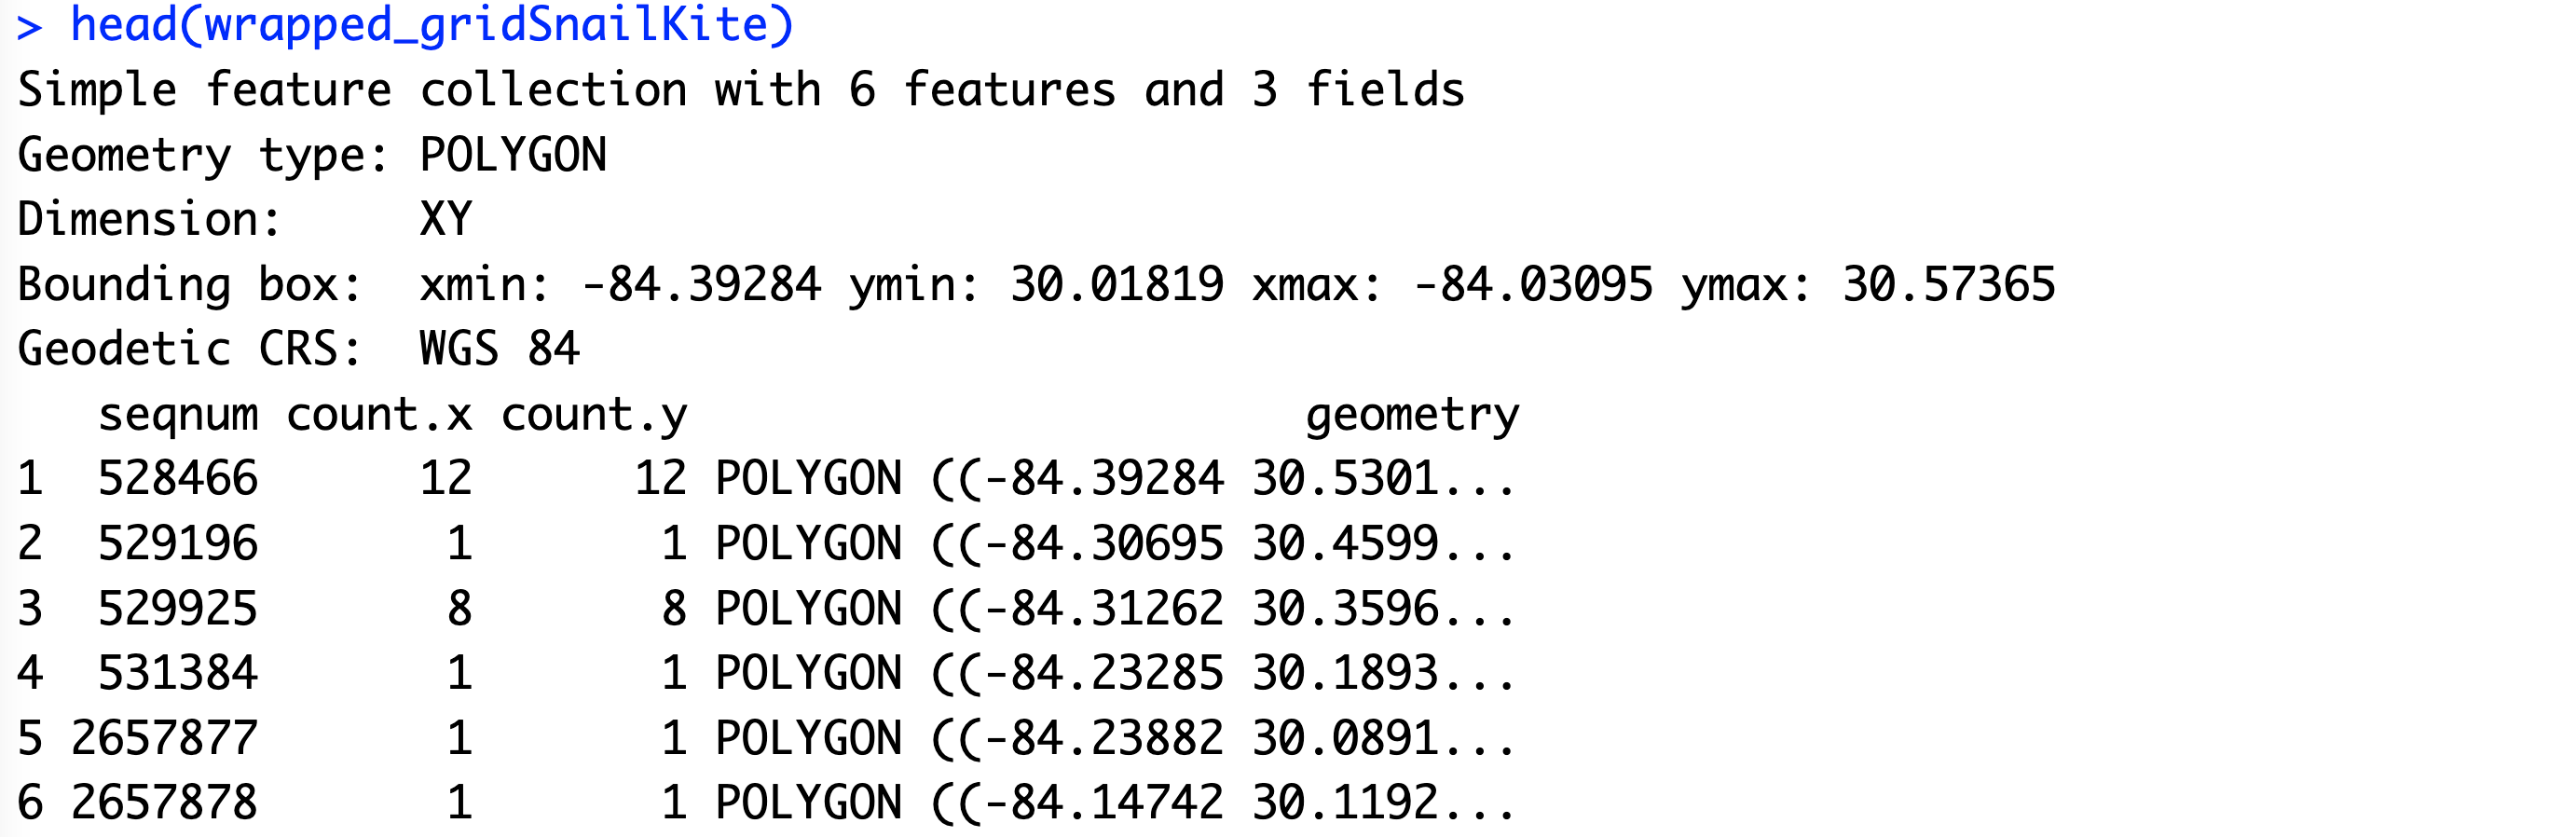 > head(wrapped_gridSnailKite)
Simple feature collection with 6 features and 3 fields
Geometry type: POLYGON
Dimension:     XY
Bounding box:  xmin: -84.39284 ymin: 30.01819 xmax: -84.03095 ymax: 30.57365
Geodetic CRS:  WGS 84
   seqnum count.x count.y                       geometry
1  528466      12      12 POLYGON ((-84.39284 30.5301...
2  529196       1       1 POLYGON ((-84.30695 30.4599...
3  529925       8       8 POLYGON ((-84.31262 30.3596...
4  531384       1       1 POLYGON ((-84.23285 30.1893...
5 2657877       1       1 POLYGON ((-84.23882 30.0891...
6 2657878       1       1 POLYGON ((-84.14742 30.1192...